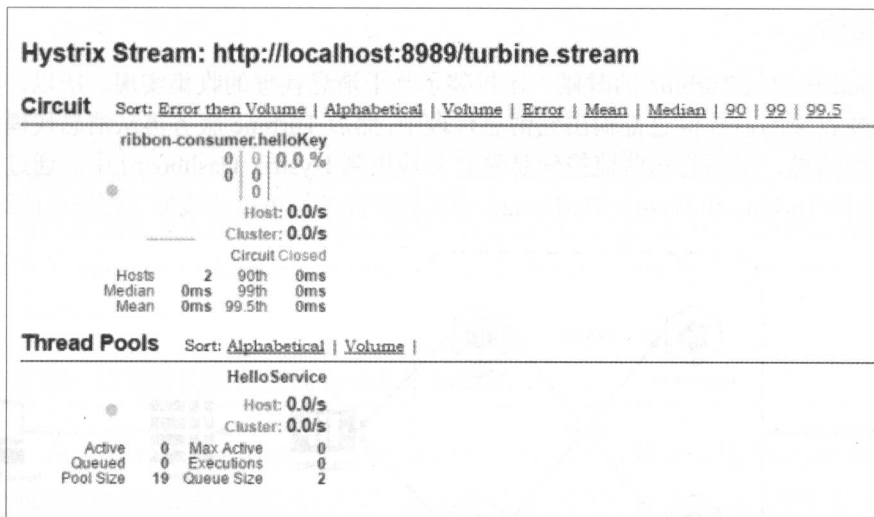 Hystrix Stream: http://localhost:8989/turbine.stream
Circuit Sort: Error then Volume | Alphabetical | Volume | Error | Mean | Median | 90 | 99 | 99.5
ribbon-consumer.helloKey
0 | 0 | 0.0 %
0 | 0 |
| 0 |
Host: 0.0/s
Cluster: 0.0/s
Circuit Closed
Hosts 2 90th 0ms
Median 0ms 99th 0ms
Mean 0ms 99.5th 0ms
Thread Pools Sort: Alphabetical | Volume |
HelloService
Host: 0.0/s
Cluster: 0.0/s
Active 0 Max Active 0
Queued 0 Executions 0
Pool Size 19 Queue Size 2